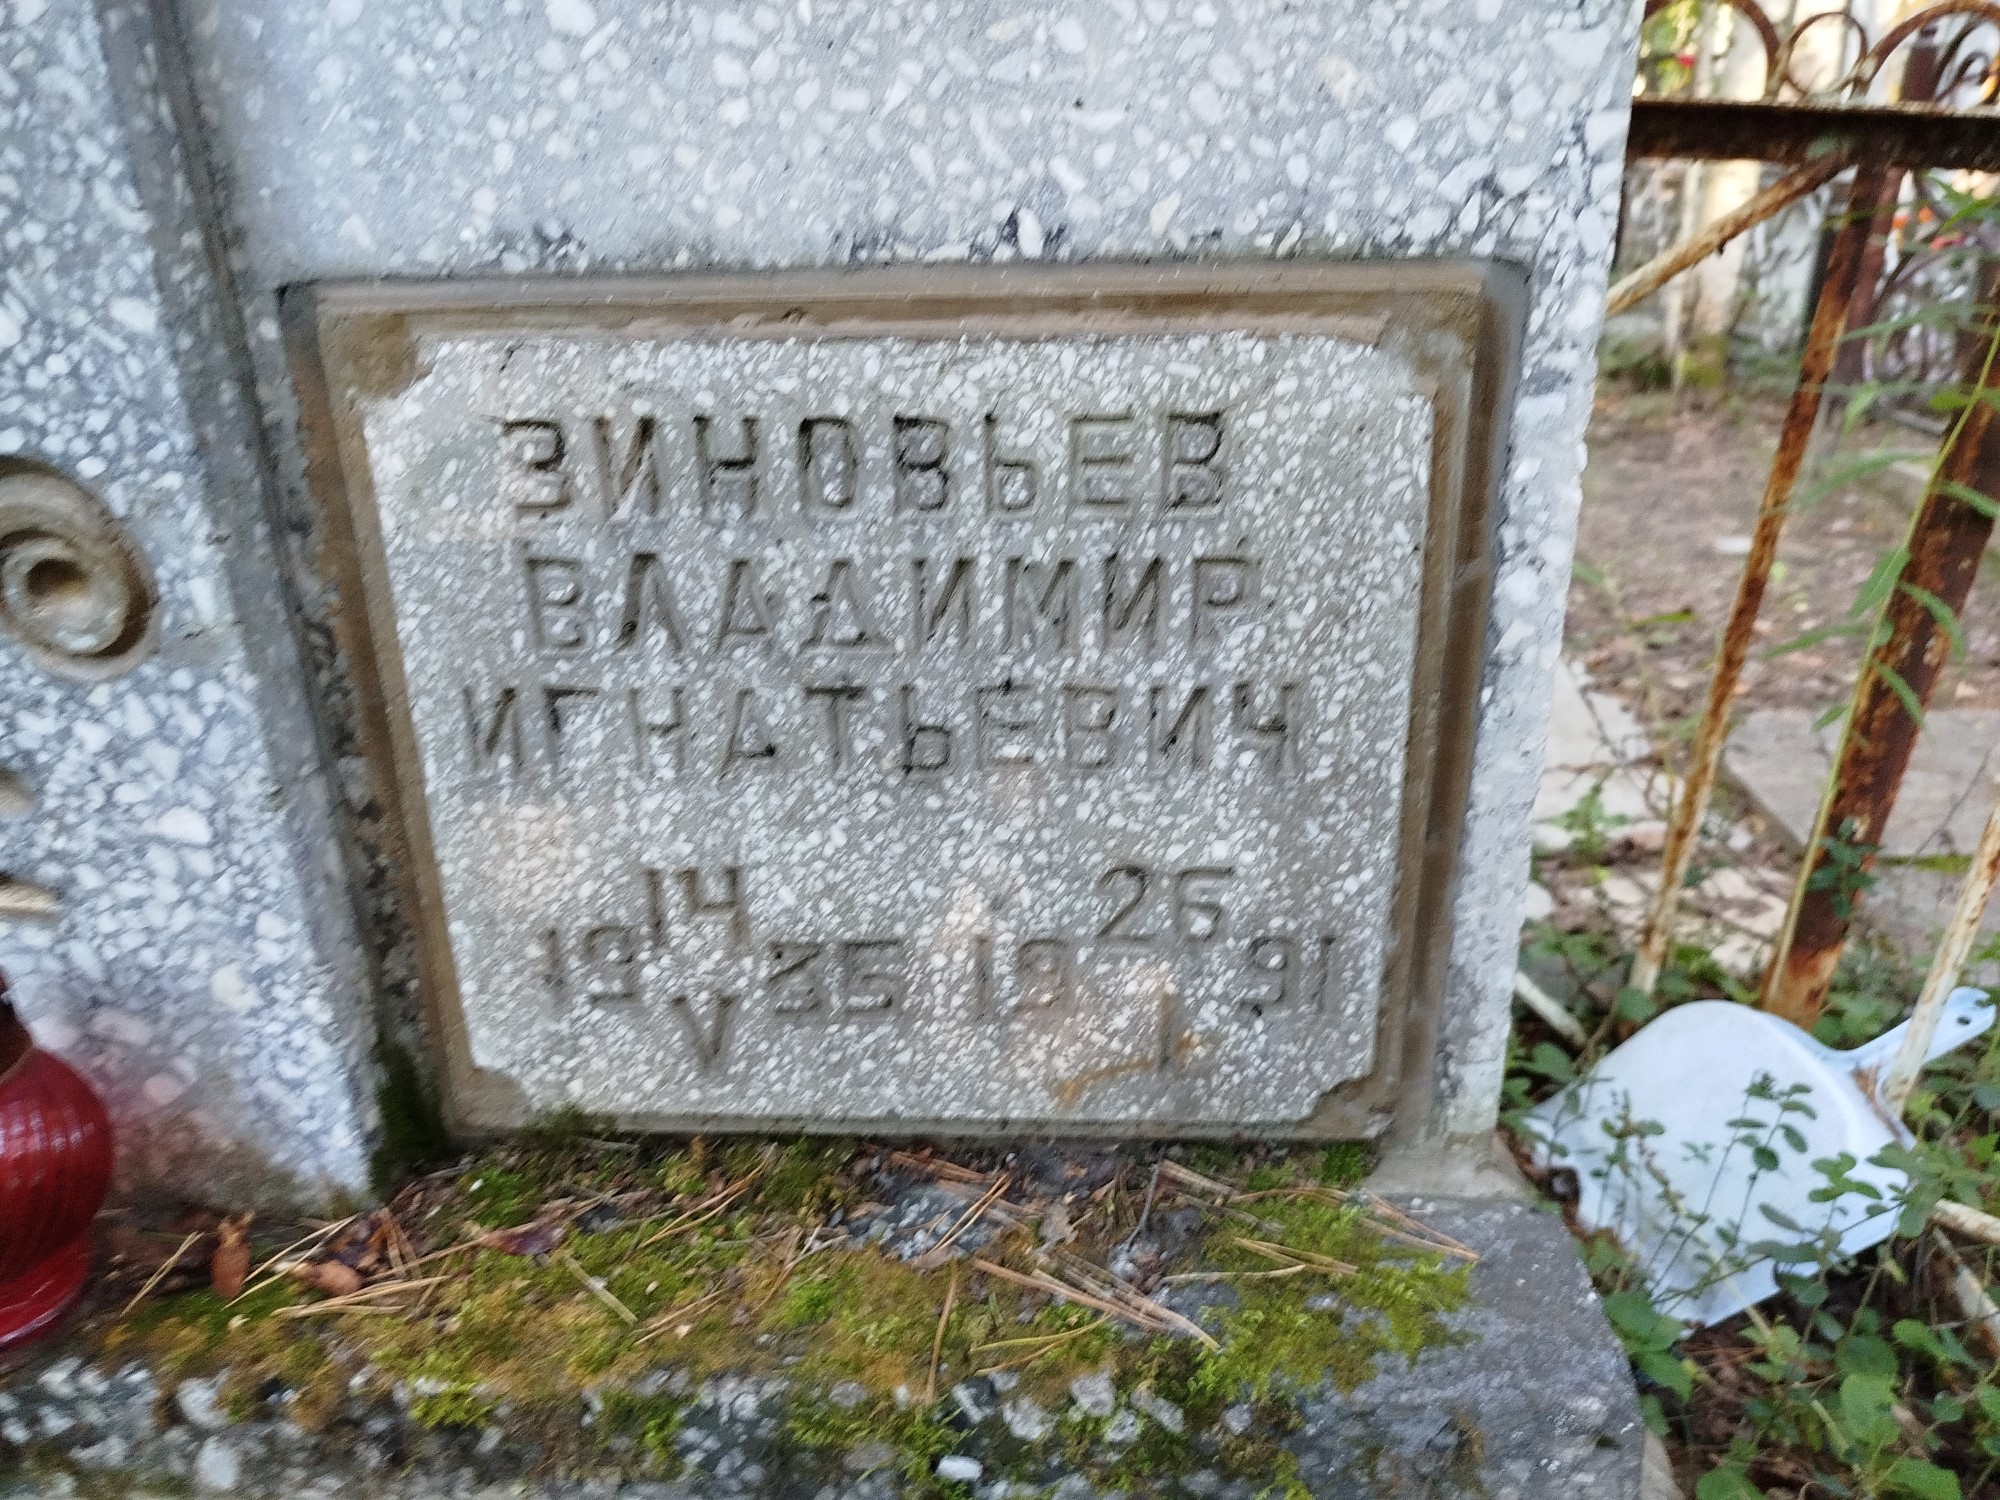 ЗИНОВЬЕВ
ВЛАДИМИР
ИГНАТЬЕВИЧ
14 26
19 35 19 91
V I